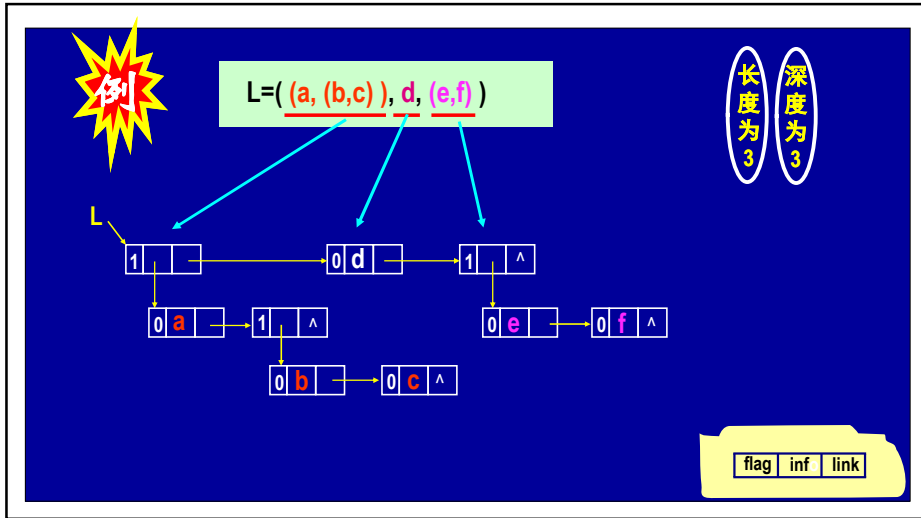 例
L=( (a, (b,c) ), d, (e,f) )
长度为3
深度为3
L
1
0 d
1 ^
0 a
1 ^
0 e
0 f ^
0 b
0 c ^
flag inf link